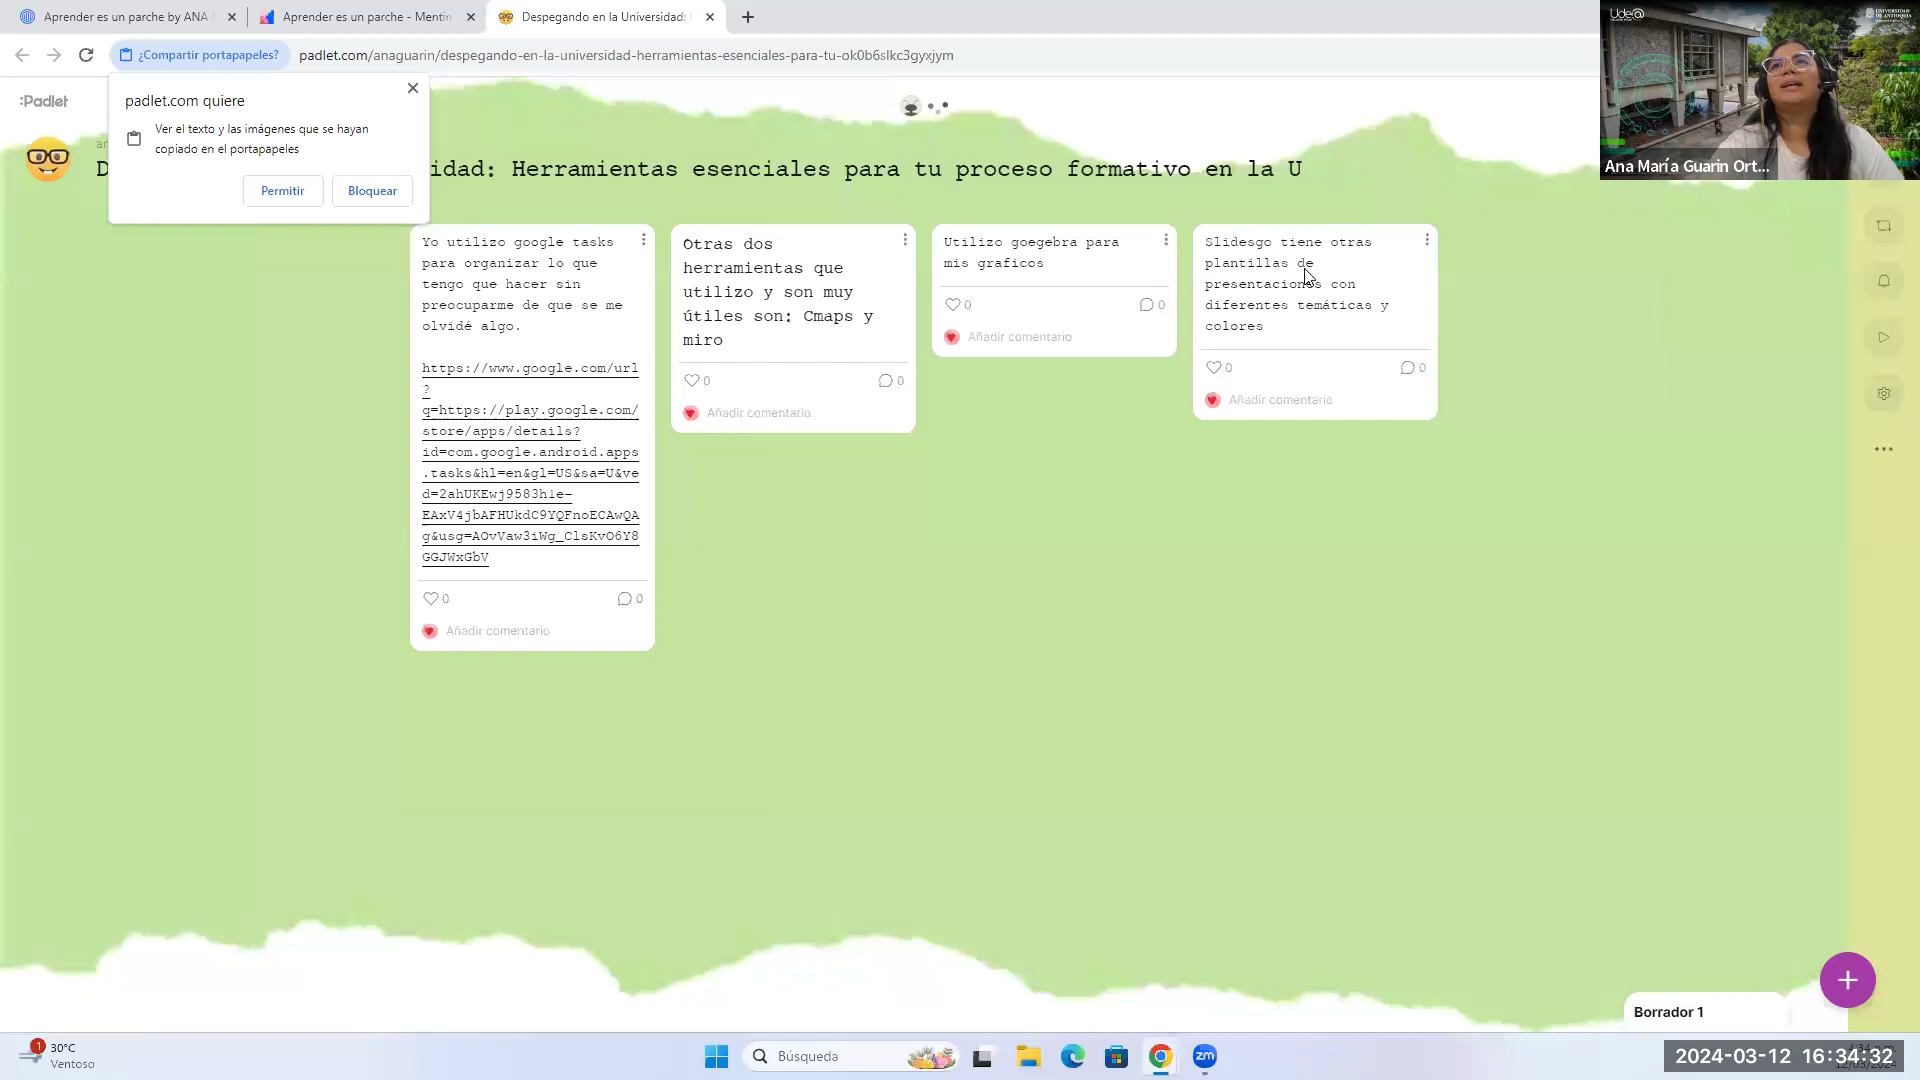 Aprender es un parche by ANA
Aprender es un parche - Mentim
Despegando en la Universidad:
¿Compartir portapapeles?
padlet.com/anaguarin/despegando-en-la-universidad-herramientas-esenciales-para-tu-ok0b6slkc3gyxjym
:Padlet
padlet.com quiere
Ver el texto y las imágenes que se hayan
copiado en el portapapeles
Permitir
Bloquear
an
D
idad: Herramientas esenciales para tu proceso formativo en la U
Yo utilizo google tasks
para organizar lo que
tengo que hacer sin
preocuparme de que se me
olvidé algo.
https://www.google.com/url
?
q=https://play.google.com/
store/apps/details?
id=com.google.android.apps
.tasks&hl=en&gl=US&sa=U&ve
d=2ahUKEwj9583h1e-
EAxV4jbAFHUkdC9YQFnoECAwQA
g&usg=AOvVaw3iWg_ClsKvO6Y8
GGJWxGbV
0
0
Añadir comentario
Otras dos
herramientas que
utilizo y son muy
útiles son: Cmaps y
miro
0
0
Añadir comentario
Utilizo goegebra para
mis graficos
0
0
Añadir comentario
Slidesgo tiene otras
plantillas de
presentaciones con
diferentes temáticas y
colores
0
0
Añadir comentario
Ude@
UNIVERSIDAD
DE ANTIOQUIA
Ana María Guarin Ort...
Borrador 1
1
30°C
Ventoso
Búsqueda
zm
2024-03-12 16:34:32